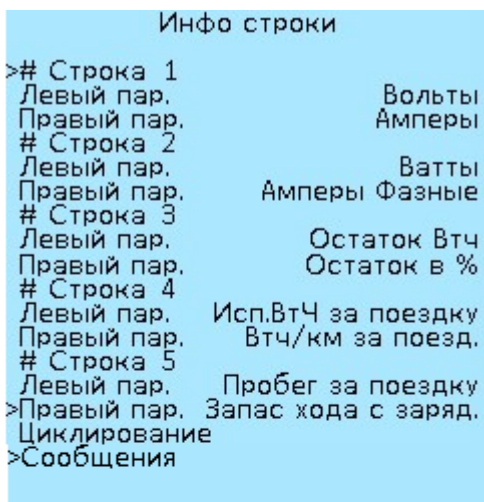 Инфо строки
># Строка 1
Левый пар. Вольты
Правый пар. Амперы
# Строка 2
Левый пар. Ватты
Правый пар. Амперы Фазные
# Строка 3
Левый пар. Остаток Втч
Правый пар. Остаток в %
# Строка 4
Левый пар. Исп.ВтЧ за поездку
Правый пар. Втч/км за поезд.
# Строка 5
Левый пар. Пробег за поездку
>Правый пар. Запас хода с заряд.
Циклирование
>Сообщения